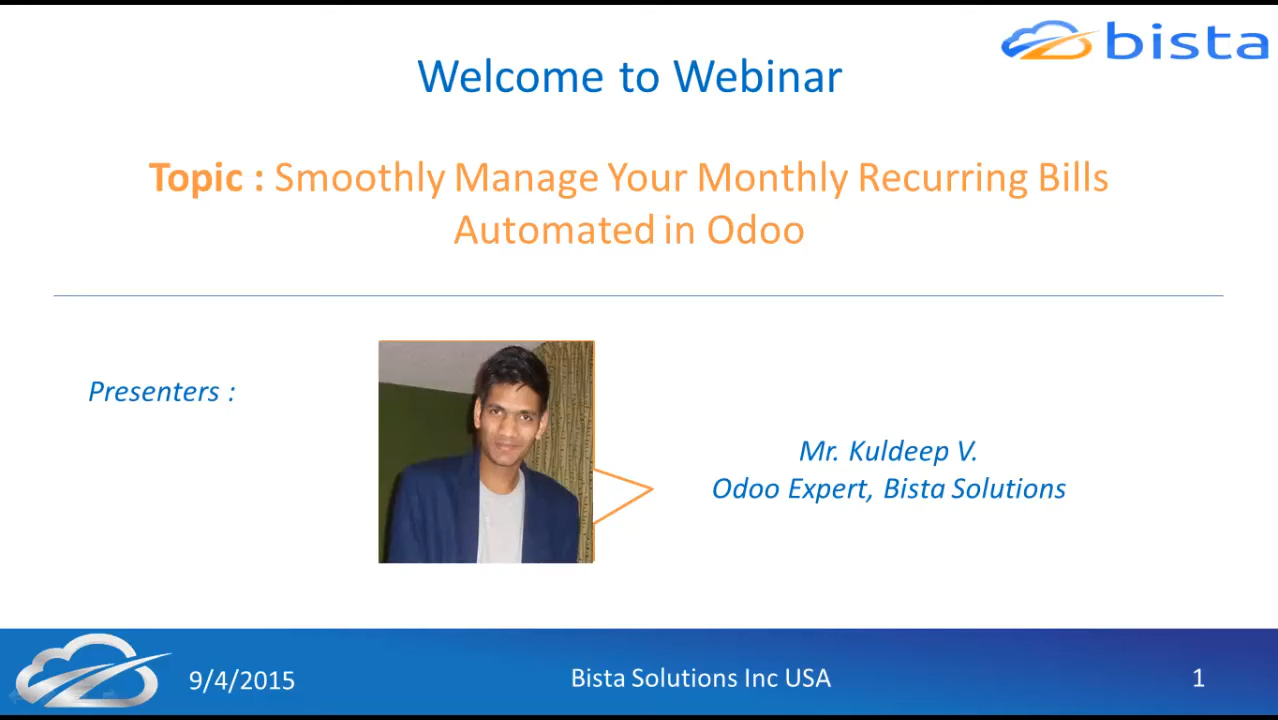 bista
Welcome to Webinar
Topic : Smoothly Manage Your Monthly Recurring Bills
Automated in Odoo
Presenters :
Mr. Kuldeep V.
Odoo Expert, Bista Solutions
9/4/2015
Bista Solutions Inc USA
1